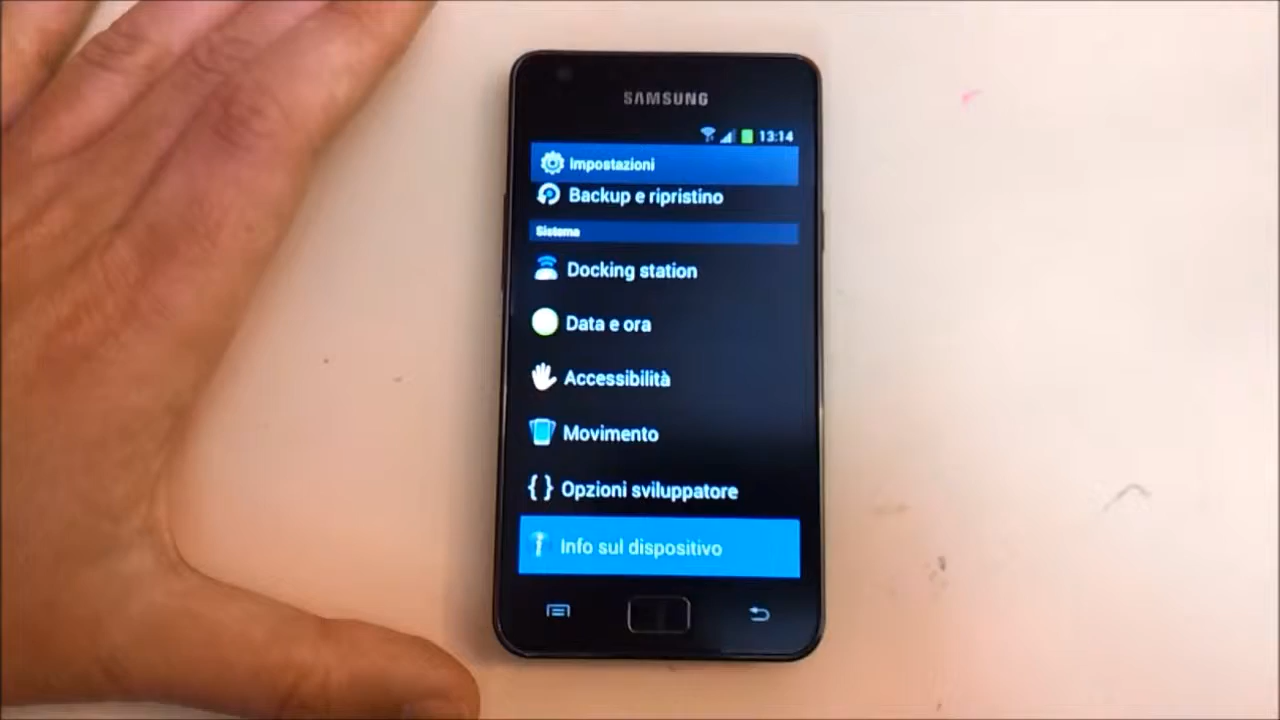 SAMSUNG
13:14
Impostazioni
Backup e ripristino
Sistema
Docking station
Data e ora
Accessibilità
Movimento
Opzioni sviluppatore
Info sul dispositivo